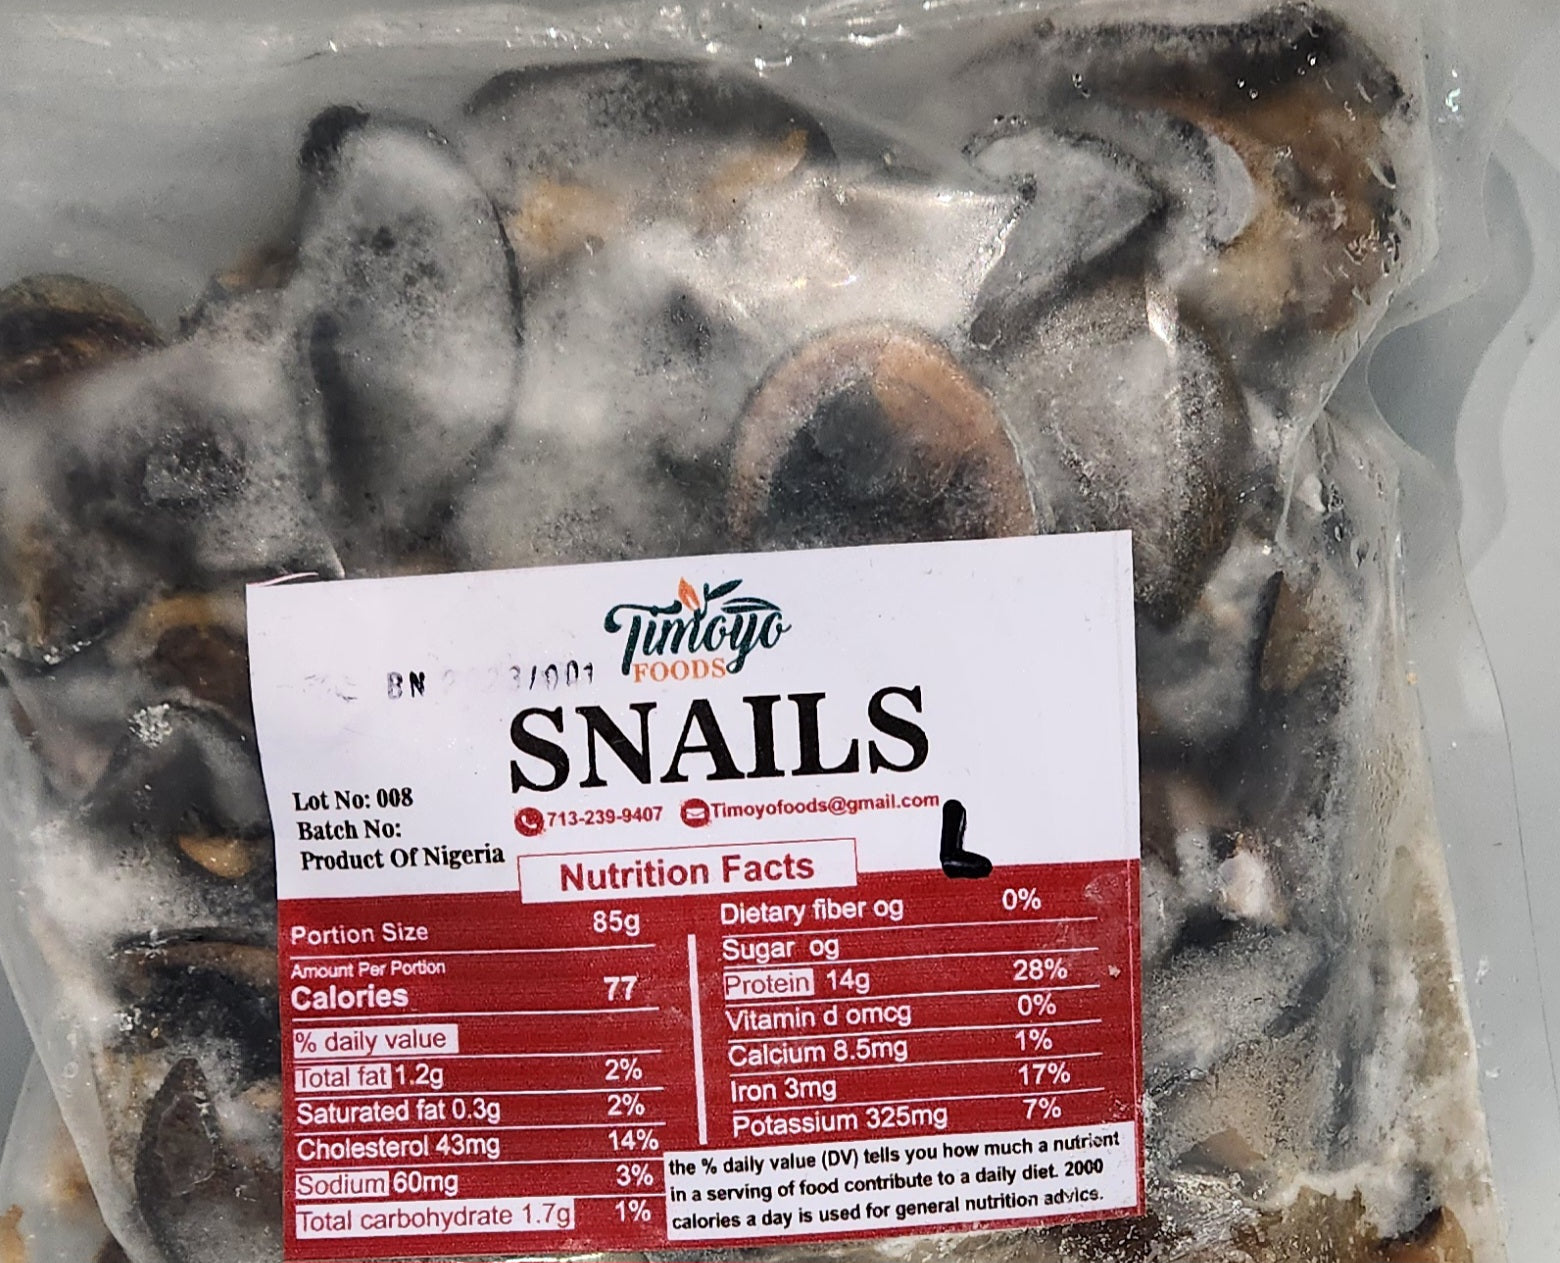 Timoyo
FOODS
BN 3/001
SNAILS
Lot No: 008
Batch No:
Product Of Nigeria
713-239-9407 Timoyofoods@gmail.com
L
Nutrition Facts
Portion Size 85g
Amount Per Portion
Calories 77
% daily value
Total fat 1.2g 2%
Saturated fat 0.3g 2%
Cholesterol 43mg 14%
Sodium 60mg 3%
Total carbohydrate 1.7g 1%
Dietary fiber og 0%
Sugar og
Protein 14g 28%
Vitamin d omcg 0%
Calcium 8.5mg 1%
Iron 3mg 17%
Potassium 325mg 7%
the % daily value (DV) tells you how much a nutrient
in a serving of food contribute to a daily diet. 2000
calories a day is used for general nutrition advics.